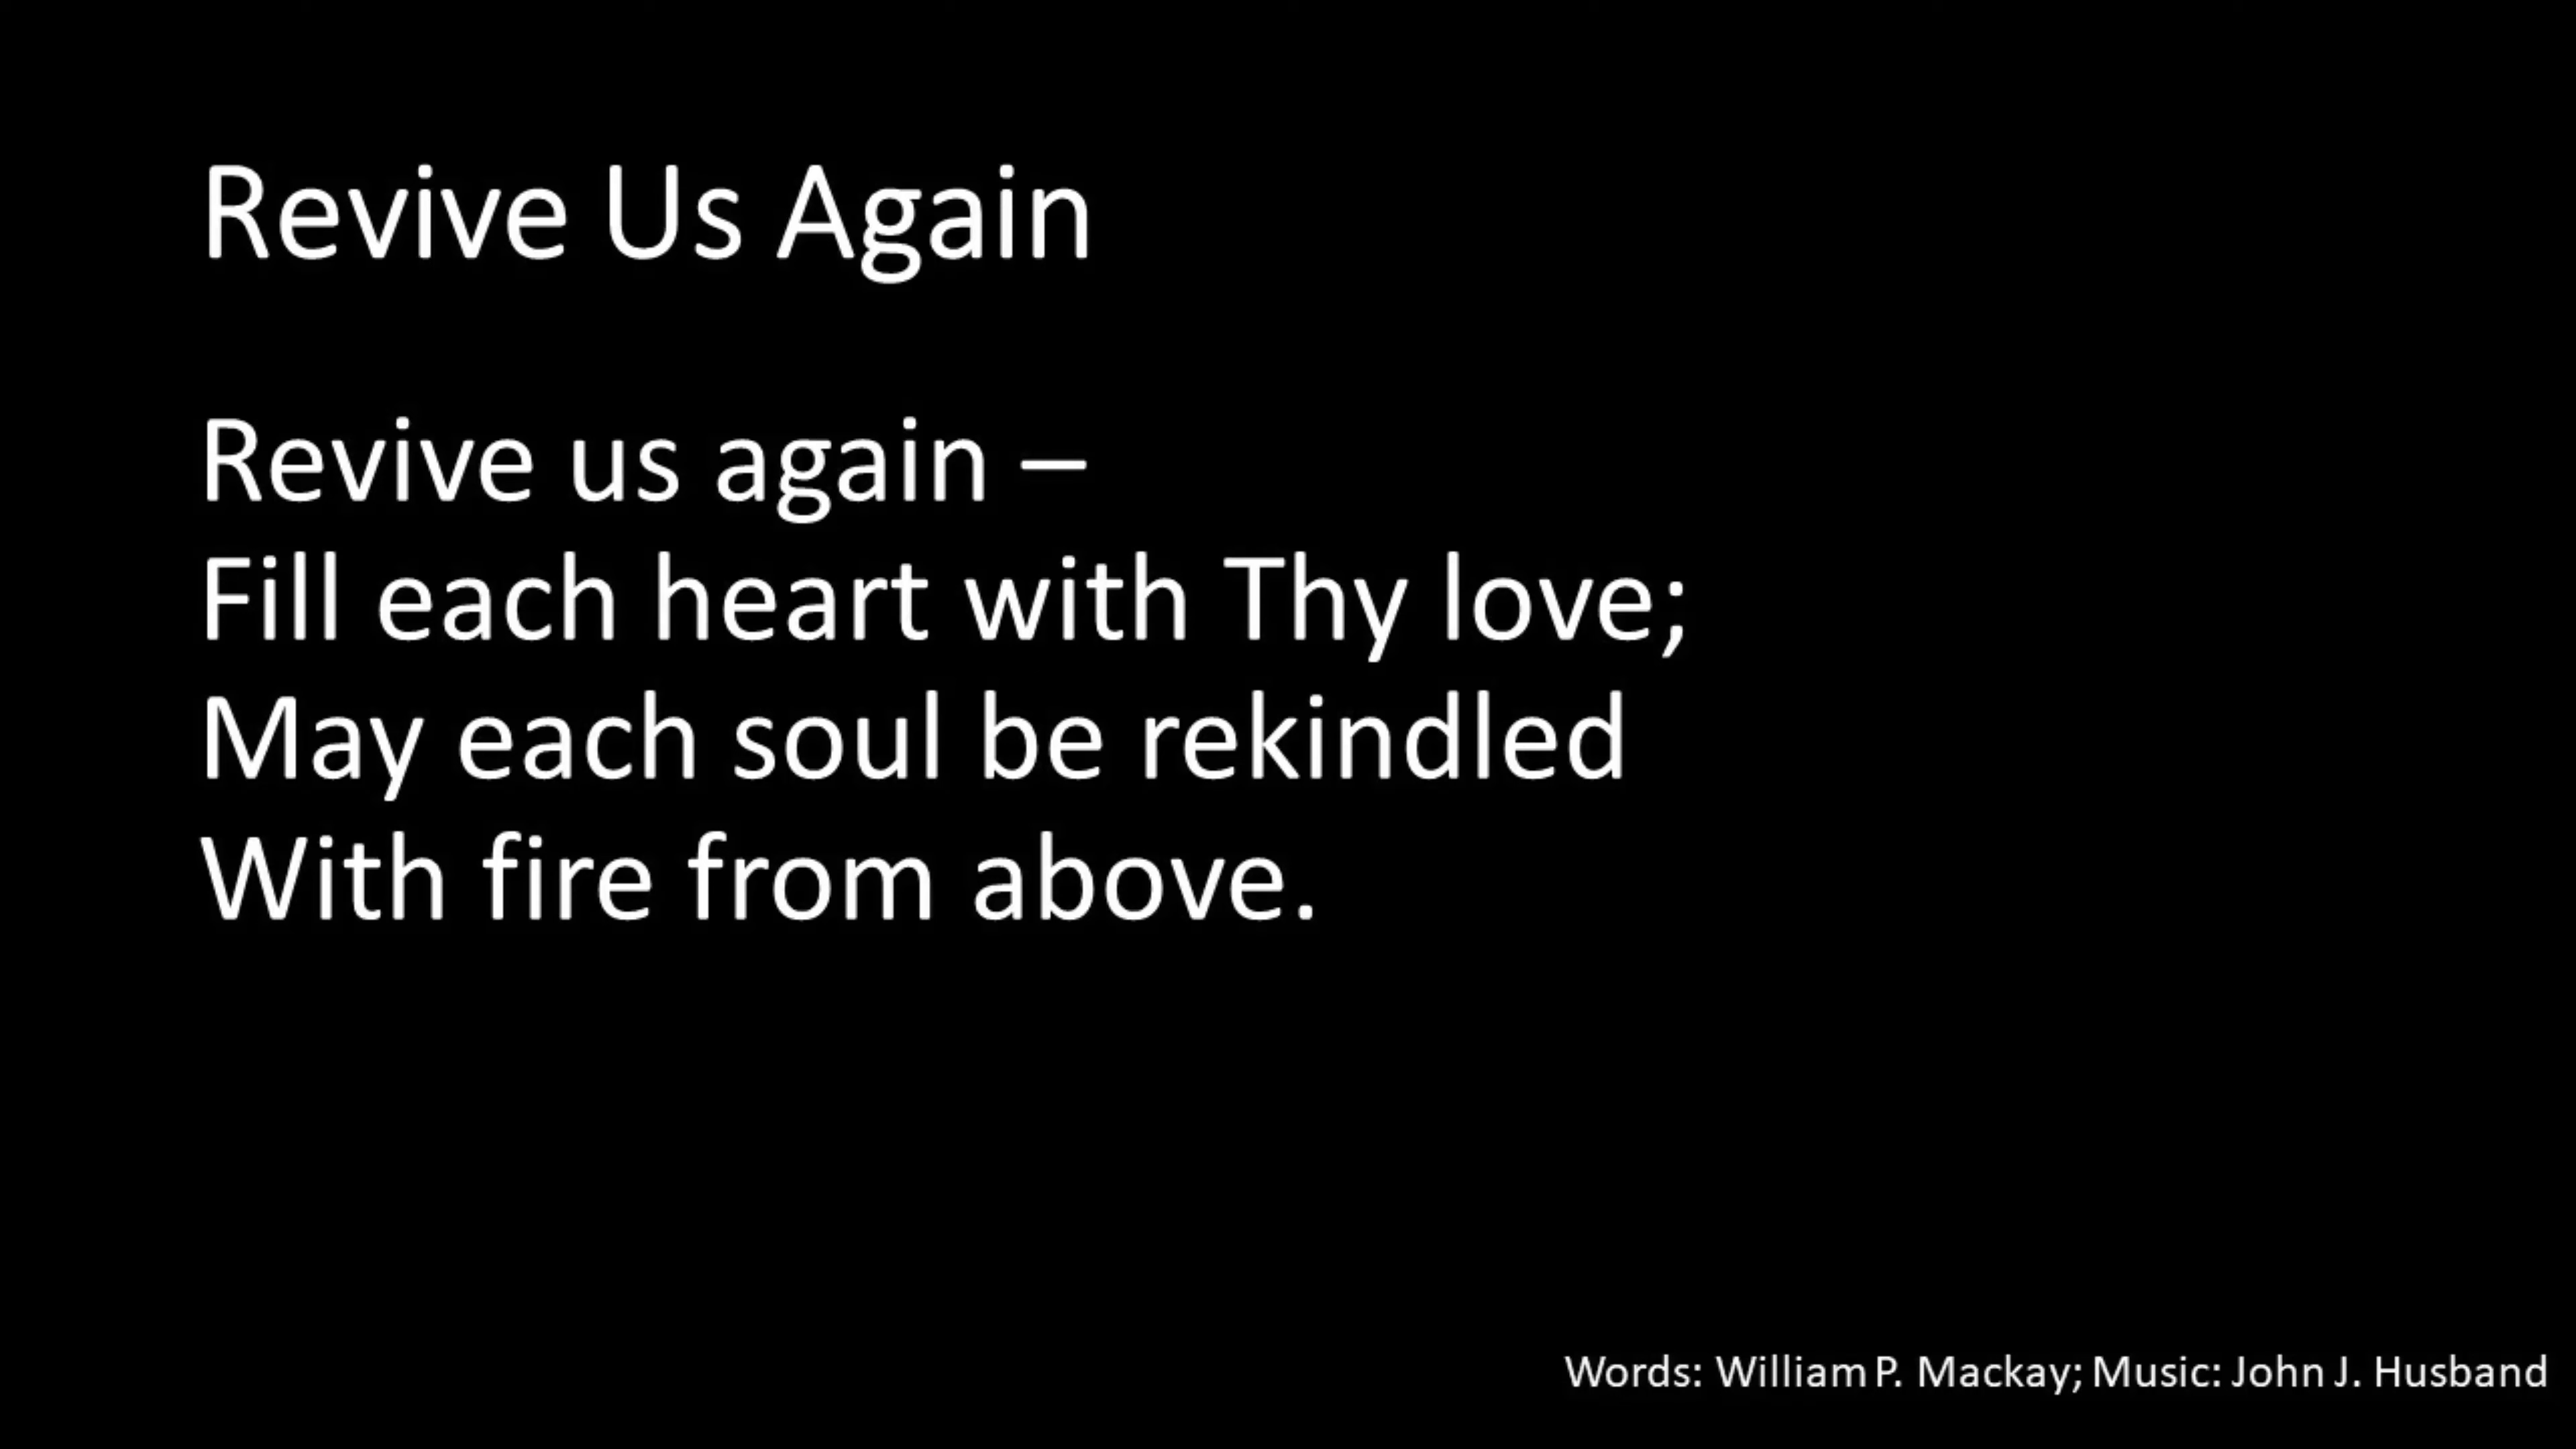 Revive Us Again
Revive us again –
Fill each heart with Thy love;
May each soul be rekindled
With fire from above.
Words: William P. Mackay; Music: John J. Husband